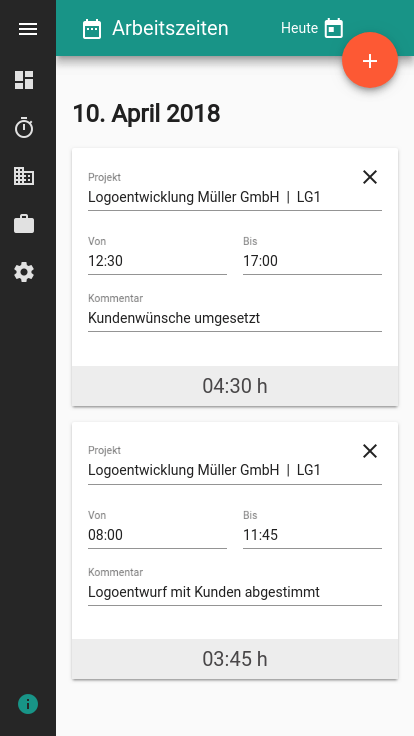 Arbeitszeiten
Heute
10. April 2018
Projekt
Logoentwicklung Müller GmbH | LG1
Von
Bis
12:30
17:00
Kommentar
Kundenwünsche umgesetzt
04:30 h
Projekt
Logoentwicklung Müller GmbH | LG1
Von
Bis
08:00
11:45
Kommentar
Logoentwurf mit Kunden abgestimmt
03:45 h